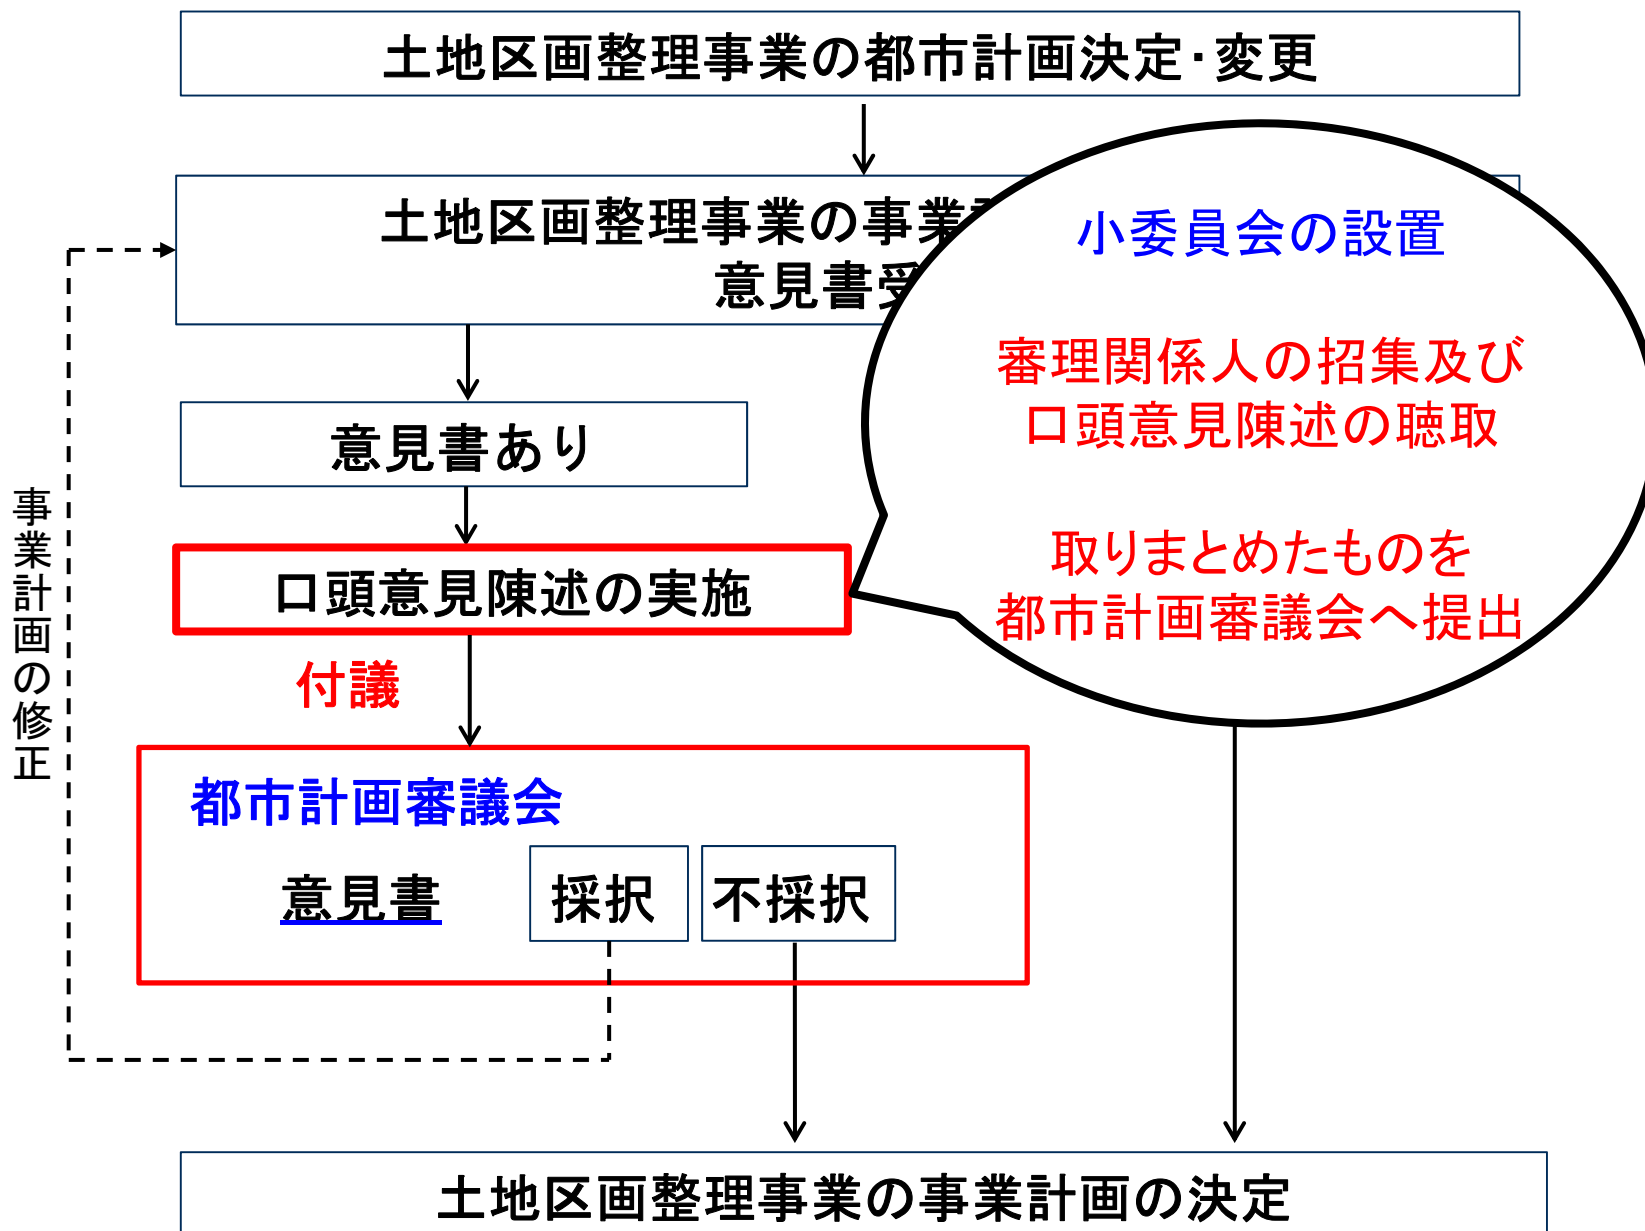 土地区画整理事業の都市計画決定・変更
土地区画整理事業の事業
意見書
小委員会の設置
審理関係人の招集及び
口頭意見陳述の聴取
取りまとめたものを
都市計画審議会へ提出
意見書あり
口頭意見陳述の実施
付議
事業計画の修正
都市計画審議会
意見書
採択
不採択
土地区画整理事業の事業計画の決定